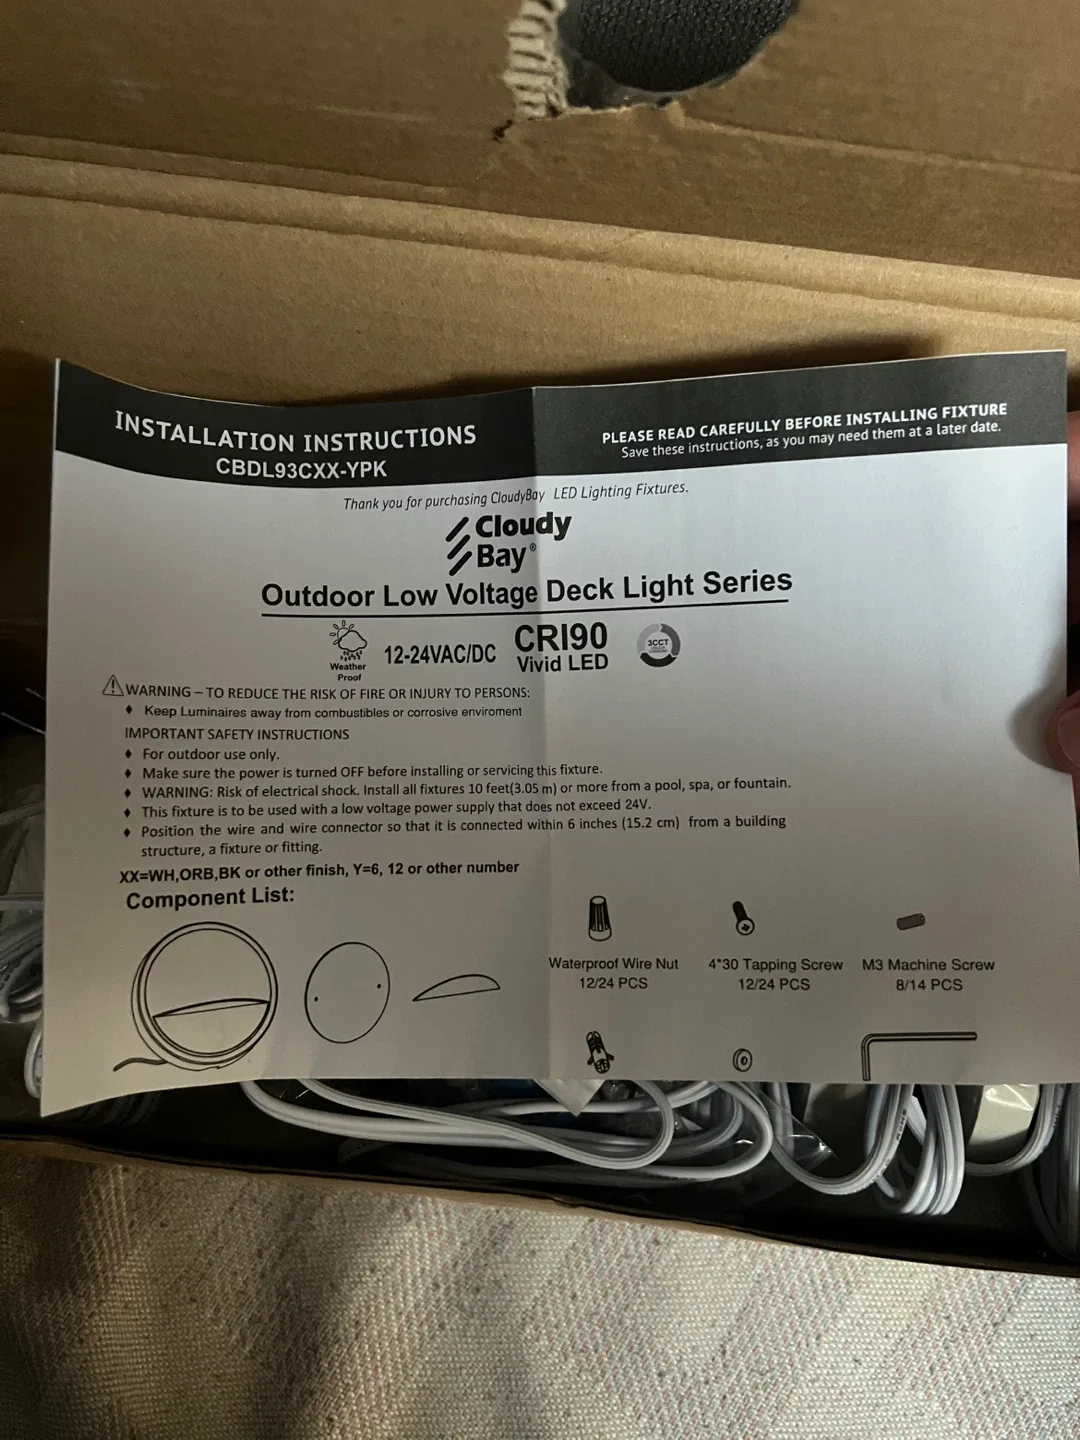 INSTALLATION INSTRUCTIONS
CBDL93CXX-YPK
PLEASE READ CAREFULLY BEFORE INSTALLING FIXTURE
Save these instructions, as you may need them at a later date.
Thank you for purchasing CloudyBay LED Lighting Fixtures.
Cloudy
Bay®
Outdoor Low Voltage Deck Light Series
Weather
Proof
12-24VAC/DC
CRI90
Vivid LED
3CCT
WARNING – TO REDUCE THE RISK OF FIRE OR INJURY TO PERSONS:
♦ Keep Luminaires away from combustibles or corrosive enviroment
IMPORTANT SAFETY INSTRUCTIONS
♦ For outdoor use only.
♦ Make sure the power is turned OFF before installing or servicing this fixture.
♦ WARNING: Risk of electrical shock. Install all fixtures 10 feet(3.05 m) or more from a pool, spa, or fountain.
♦ This fixture is to be used with a low voltage power supply that does not exceed 24V.
♦ Position the wire and wire connector so that it is connected within 6 inches (15.2 cm) from a building
structure, a fixture or fitting.
XX=WH,ORB,BK or other finish, Y=6, 12 or other number
Component List:
Waterproof Wire Nut
12/24 PCS
4*30 Tapping Screw
12/24 PCS
M3 Machine Screw
8/14 PCS